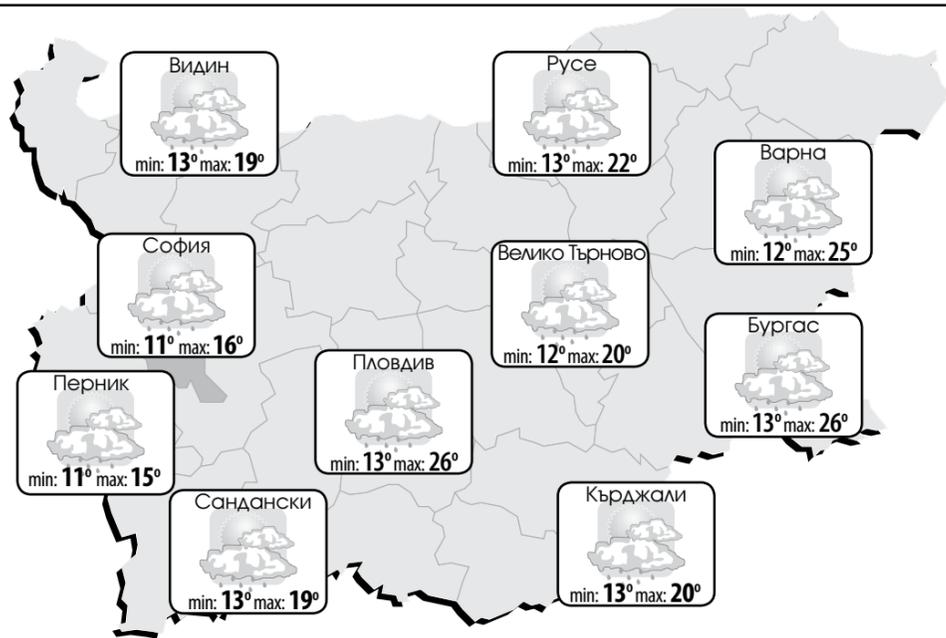 Видин
min: 13° max: 19°
Русе
min: 13° max: 22°
Варна
min: 12° max: 25°
София
min: 11° max: 16°
Велико Търново
min: 12° max: 20°
Бургас
min: 13° max: 26°
Пловдив
min: 13° max: 26°
Перник
min: 11° max: 15°
Сандански
min: 13° max: 19°
Кърджали
min: 13° max: 20°